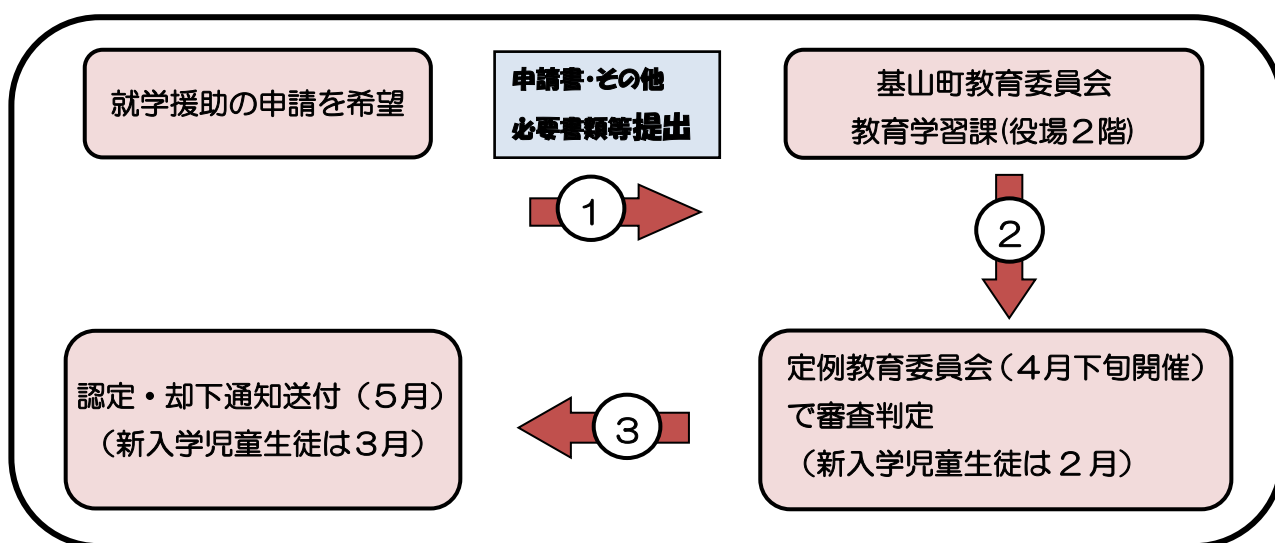 就学援助の申請を希望
申請書・その他
必要書類等提出
基山町教育委員会
教育学習課(役場２階)
1
2
定例教育委員会（４月下旬開催）
で審査判定
（新入学児童生徒は２月）
3
認定・却下通知送付（５月）
（新入学児童生徒は３月）